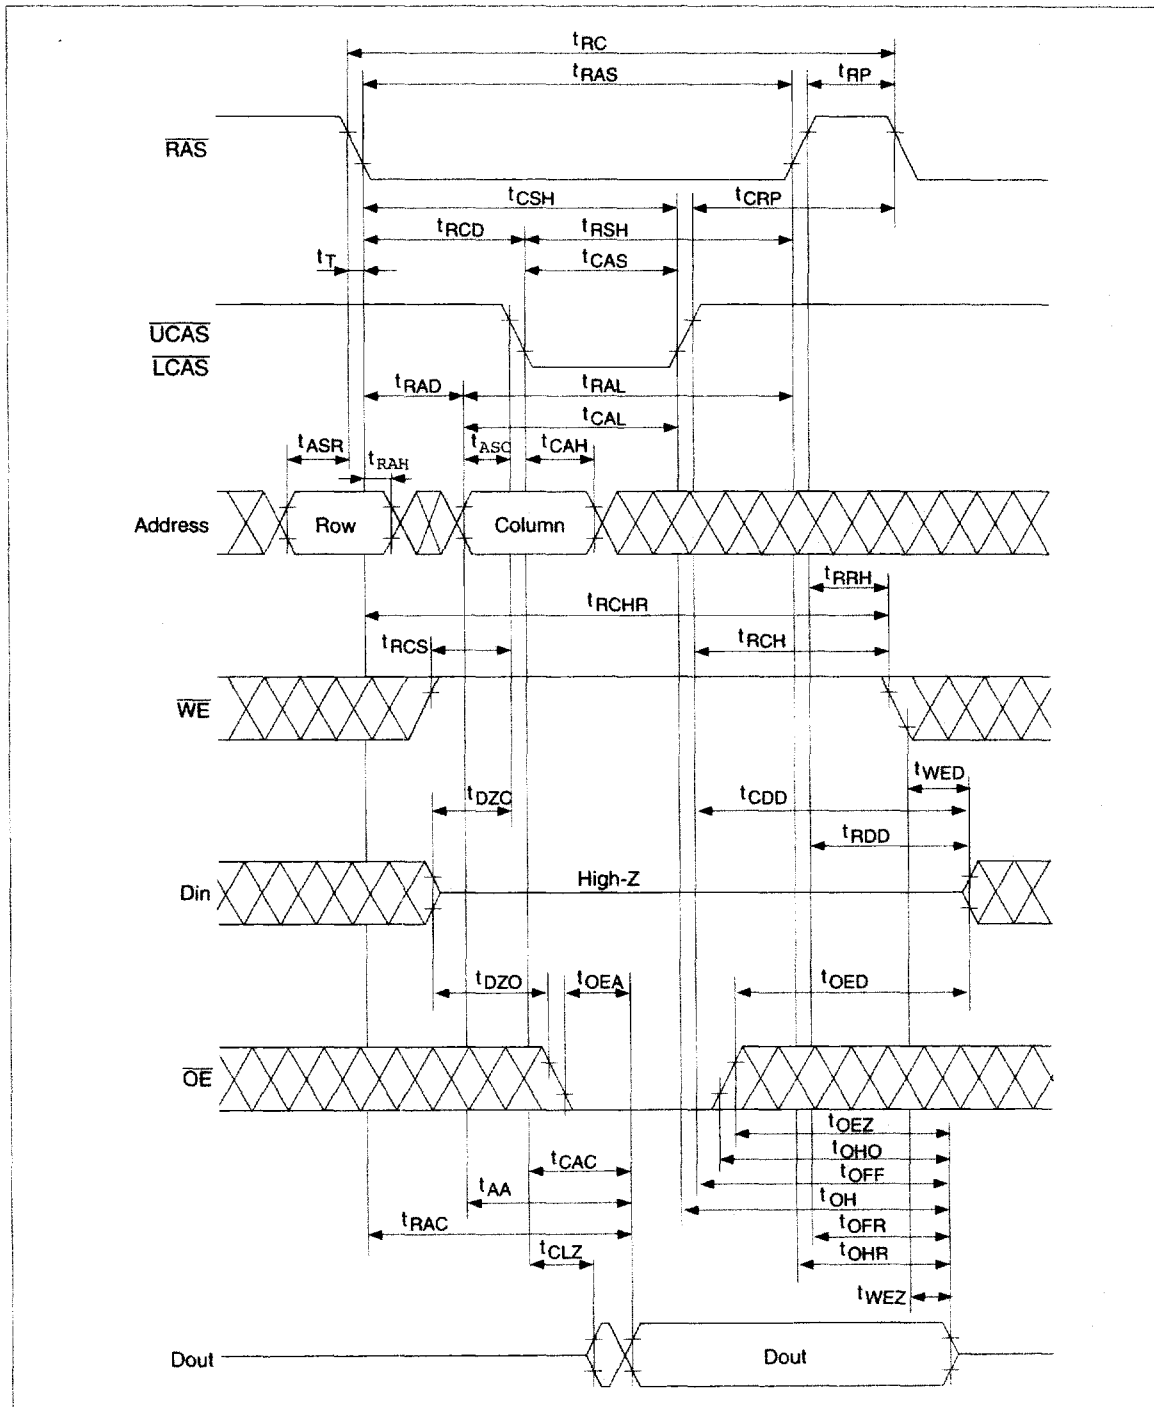 tRC
tRAS
tRP
RAS
tCSH
tCRP
tRCD
tRSH
tT
tCAS
UCAS
LCAS
tRAD
tRAL
tCAL
tASR
tASC
tCAH
tRAH
Address
Row
Column
tRRH
tRCHR
tRCS
tRCH
WE
tWED
tDZC
tCDD
tRDD
Din
High-Z
tDZO
tOEA
tOED
OE
tOEZ
tOHO
tCAC
tOFF
tAA
tOH
tRAC
tOFR
tCLZ
tOHR
tWEZ
Dout
Dout